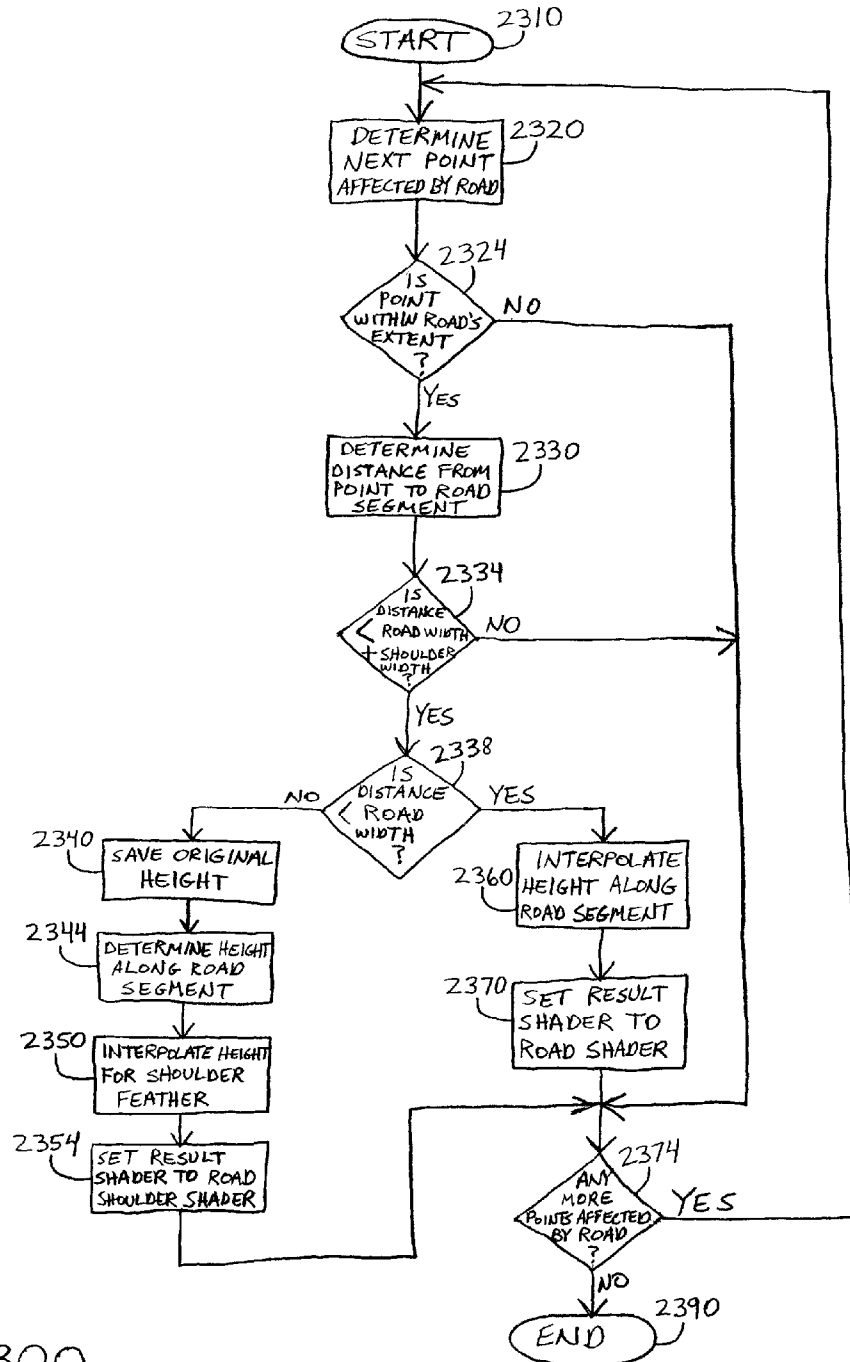 START
2310
DETERMINE
NEXT POINT
AFFECTED BY ROAD
2320
2324
IS
POINT
WITHIN ROAD'S
EXTENT
?
NO
YES
DETERMINE
DISTANCE FROM
POINT TO ROAD
SEGMENT
2330
2334
IS
DISTANCE
< ROAD WIDTH
+ SHOULDER
WIDTH
?
NO
YES
2338
IS
DISTANCE
< ROAD
WIDTH
?
NO
YES
2340
SAVE ORIGINAL
HEIGHT
2344
DETERMINE HEIGHT
ALONG ROAD
SEGMENT
2350
INTERPOLATE HEIGHT
FOR SHOULDER
FEATHER
2354
SET RESULT
SHADER TO ROAD
SHOULDER SHADER
2360
INTERPOLATE
HEIGHT ALONG
ROAD SEGMENT
2370
SET RESULT
SHADER TO
ROAD SHADER
2374
ANY
MORE
POINTS AFFECTED
BY ROAD
?
YES
NO
END
2390